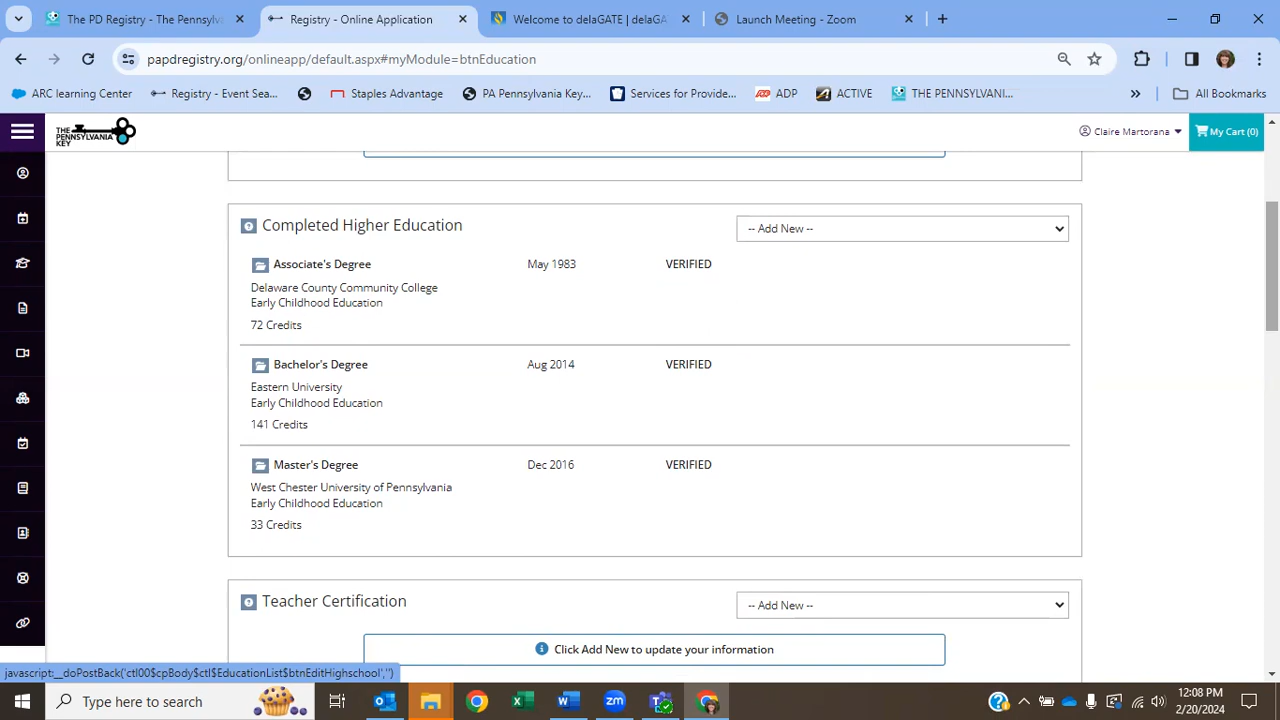 The PD Registry - The Pennsylva
Registry - Online Application
Welcome to delaGATE | delaGA
Launch Meeting - Zoom
papdregistry.org/onlineapp/default.aspx#myModule=btnEducation
ARC learning Center
Registry - Event Sea...
Staples Advantage
PA Pennsylvania Key...
Services for Provide...
ADP
ACTIVE
THE PENNSYLVANI...
»
All Bookmarks
THE
PENNSYLVANIA
KEY
Claire Martorana
My Cart (0)
Completed Higher Education
-- Add New --
Associate's Degree
May 1983
VERIFIED
Delaware County Community College
Early Childhood Education
72 Credits
Bachelor's Degree
Aug 2014
VERIFIED
Eastern University
Early Childhood Education
141 Credits
Master's Degree
Dec 2016
VERIFIED
West Chester University of Pennsylvania
Early Childhood Education
33 Credits
Teacher Certification
-- Add New --
Click Add New to update your information
javascript:__doPostBack('ctl00$cpBody$ctl$EducationList$btnEditHighschool','')
Type here to search
zm
12:08 PM
2/20/2024